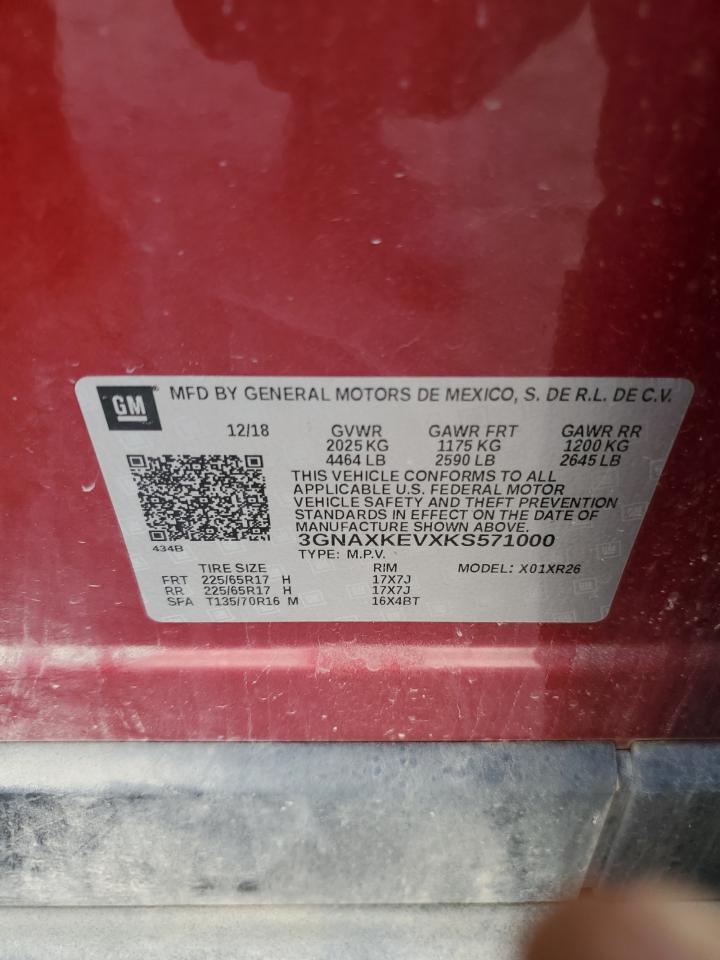 GM MFD BY GENERAL MOTORS DE MEXICO, S. DE R.L. DE C.V.
12/18 GVWR GAWR FRT GAWR RR
2025 KG 1175 KG 1200 KG
4464 LB 2590 LB 2645 LB
THIS VEHICLE CONFORMS TO ALL
APPLICABLE U.S. FEDERAL MOTOR
VEHICLE SAFETY AND THEFT PREVENTION
STANDARDS IN EFFECT ON THE DATE OF
MANUFACTURE SHOWN ABOVE.
3GNAXKEVXKS571000
434B
TYPE: M.P.V.
TIRE SIZE RIM MODEL: X01XR26
FRT 225/65R17 H 17X7J
RR 225/65R17 H 17X7J
SFA T135/70R16 M 16X4BT